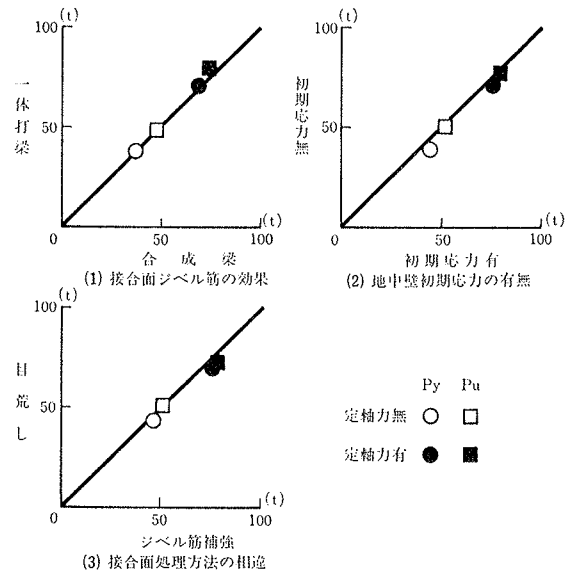 (t)
100
一体打梁
50
0
50
100
(t)
合成梁
(1) 接合面ジベル筋の効果
(t)
100
初期応力無
50
0
50
100
(t)
初期応力有
(2) 地中壁初期応力の有無
(t)
100
目荒し
50
0
50
100
(t)
ジベル筋補強
(3) 接合面処理方法の相違
Py Pu
定軸力無
定軸力有